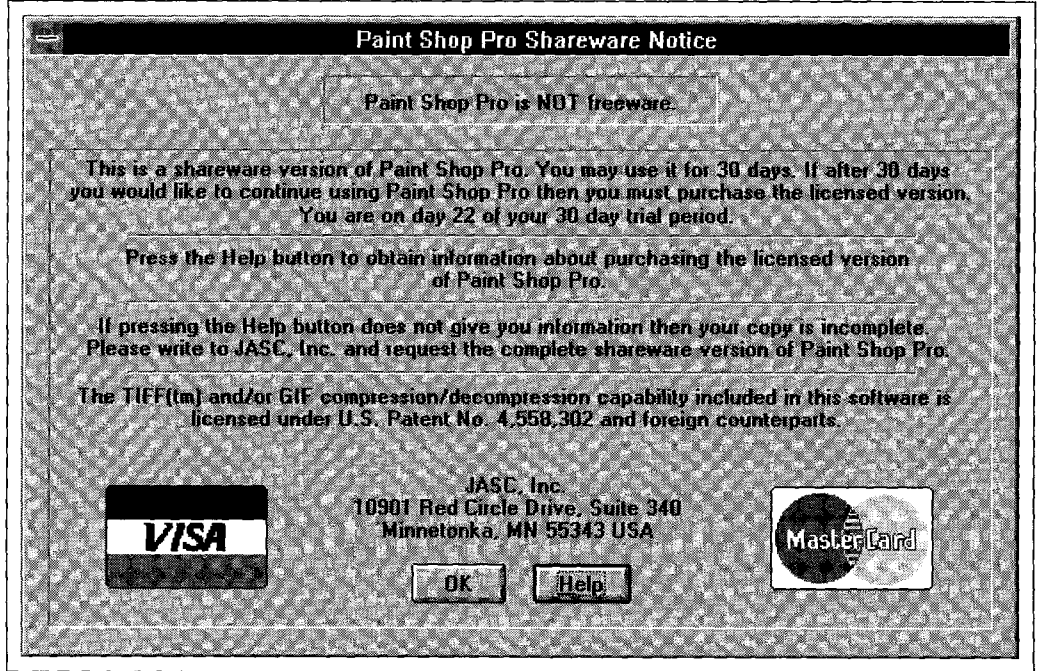 Paint Shop Pro Shareware Notice
Paint Shop Pro is NOT freeware.
This is a shareware version of Paint Shop Pro. You may use it for 30 days. If after 30 days
you would like to continue using Paint Shop Pro then you must purchase the licensed version.
You are on day 22 of your 30 day trial period.
Press the Help button to obtain information about purchasing the licensed version
of Paint Shop Pro.
If pressing the Help button does not give you information then your copy is incomplete.
Please write to JASC, Inc. and request the complete shareware version of Paint Shop Pro.
The TIFF(tm) and/or GIF compression/decompression capability included in this software is
licensed under U.S. Patent No. 4,558,302 and foreign counterparts.
JASC, Inc.
10901 Red Circle Drive, Suite 340
Minnetonka, MN 55343 USA
VISA
MasterCard
OK
Help